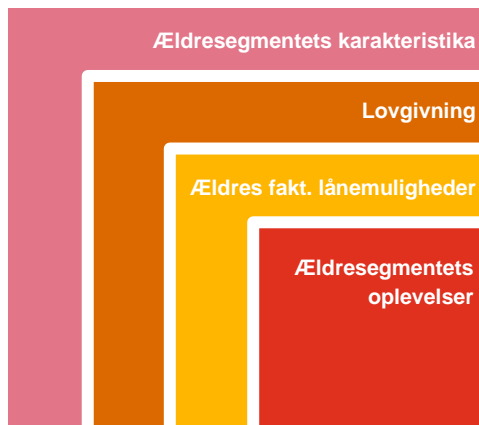 Ældresegmentets karakteristika
Lovgivning
Ældres fakt. lånemuligheder
Ældresegmentets
oplevelser